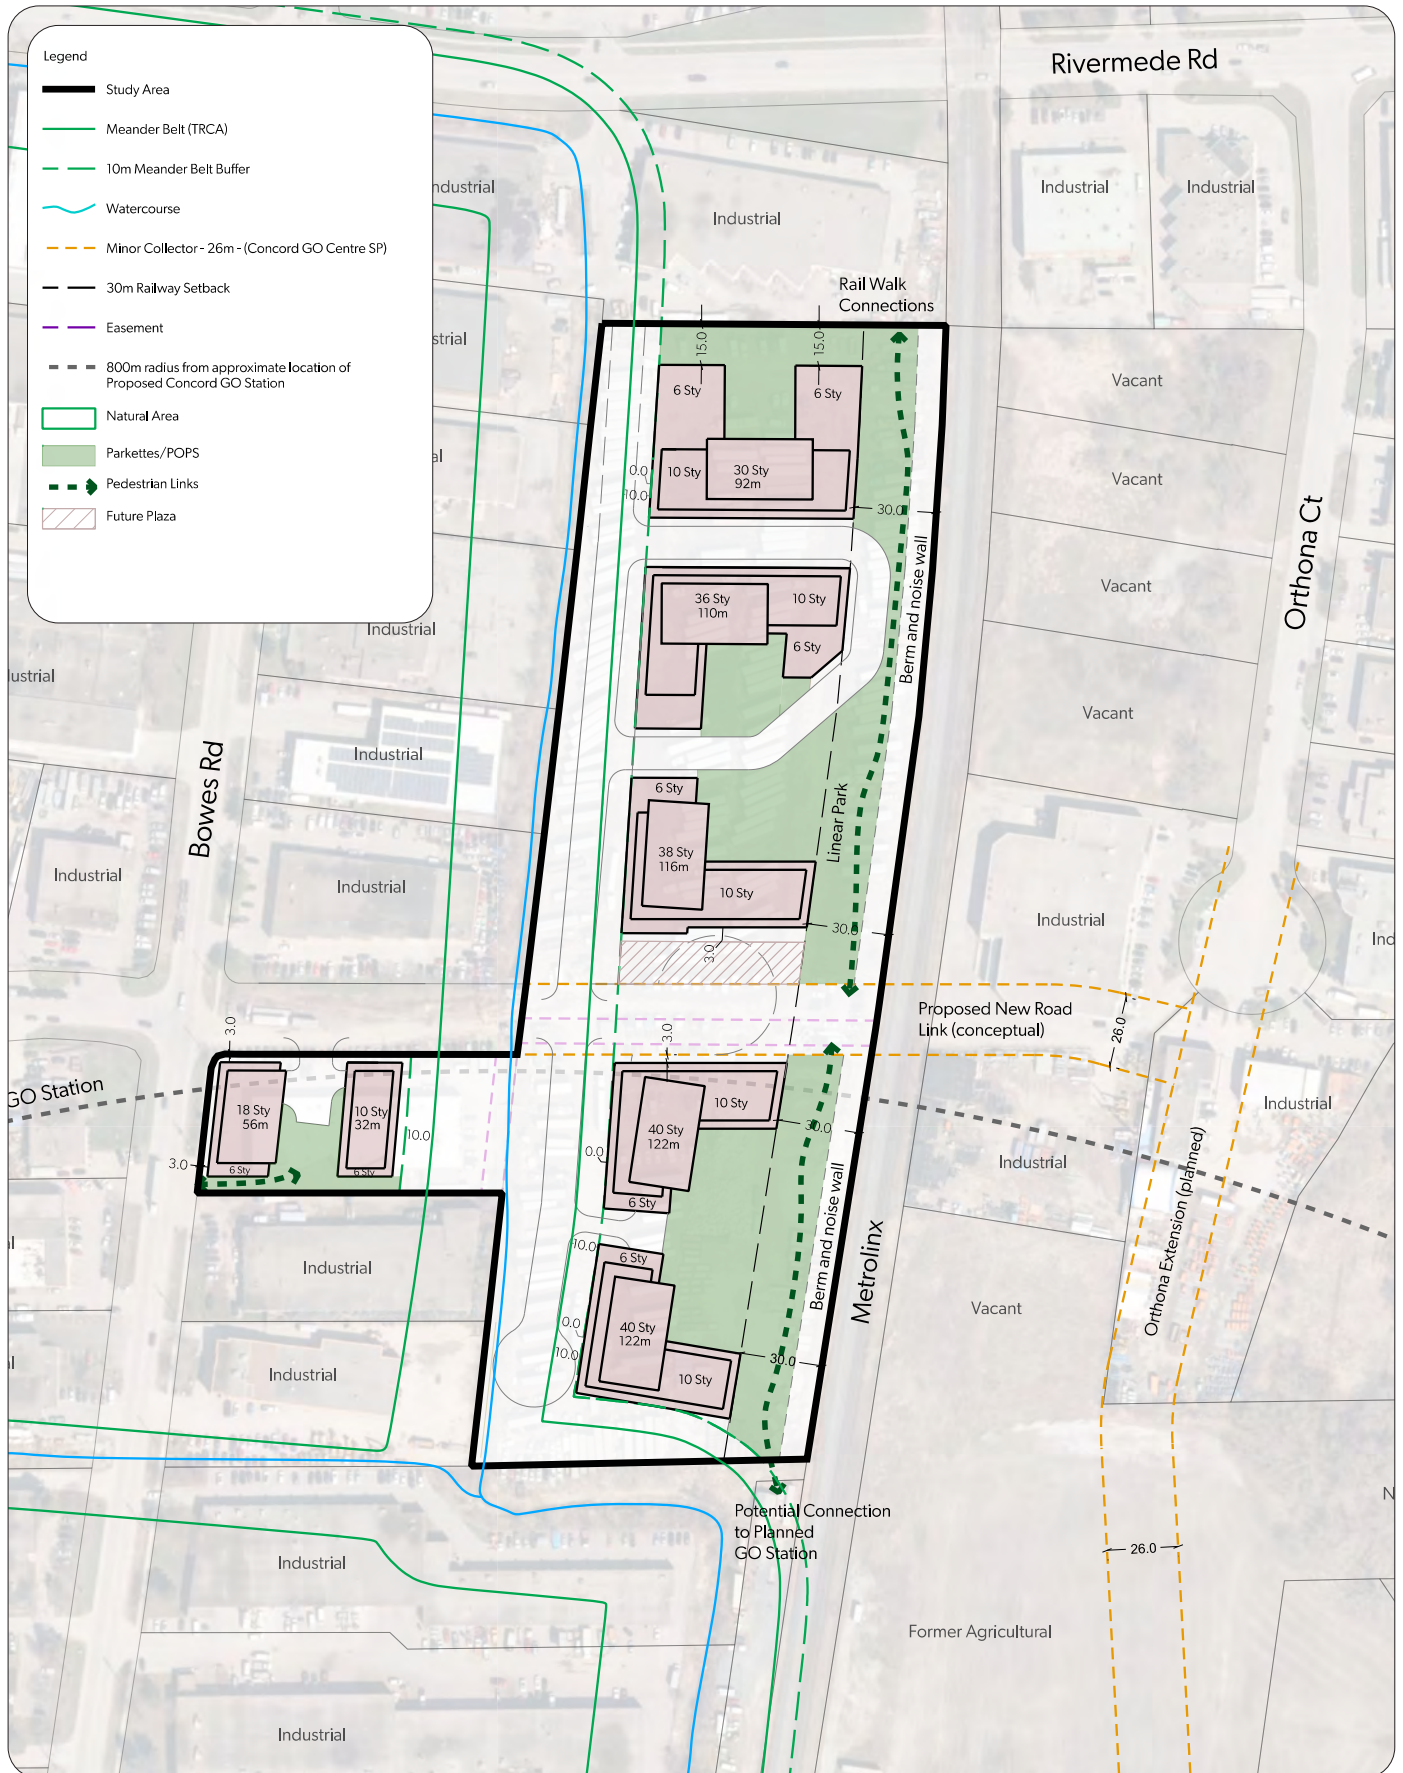 Legend
Study Area
Meander Belt (TRCA)
10m Meander Belt Buffer
Watercourse
Minor Collector - 26m - (Concord GO Centre SP)
30m Railway Setback
Easement
800m radius from approximate location of
Proposed Concord GO Station
Natural Area
Parkettes/POPS
Pedestrian Links
Future Plaza
Rivermede Rd
ndustrial
Industrial
Industrial
Industrial
Rail Walk
Connections
strial
15.0
15.0
Vacant
6 Sty
6 Sty
al
10 Sty
30 Sty
92m
0.0
10.0
30.0
Vacant
Orthona Ct
Berm and noise wall
36 Sty
110m
10 Sty
6 Sty
Vacant
Industrial
lustrial
Vacant
Industrial
Bowes Rd
6 Sty
38 Sty
116m
10 Sty
Linear Park
Industrial
Industrial
30.0
3.0
Industrial
Ind
Proposed New Road
Link (conceptual)
26.0
3.0
3.0
GO Station
18 Sty
56m
6 Sty
10 Sty
32m
6 Sty
10.0
3.0
10 Sty
40 Sty
122m
6 Sty
0.0
30.0
Industrial
Industrial
Berm and noise wall
Metrolinx
Orthona Extension (planned)
al
10.0
6 Sty
Industrial
Vacant
40 Sty
122m
0.0
10.0
10 Sty
30.0
al
Industrial
Potential Connection
to Planned
GO Station
N
26.0
Industrial
Former Agricultural
Industrial